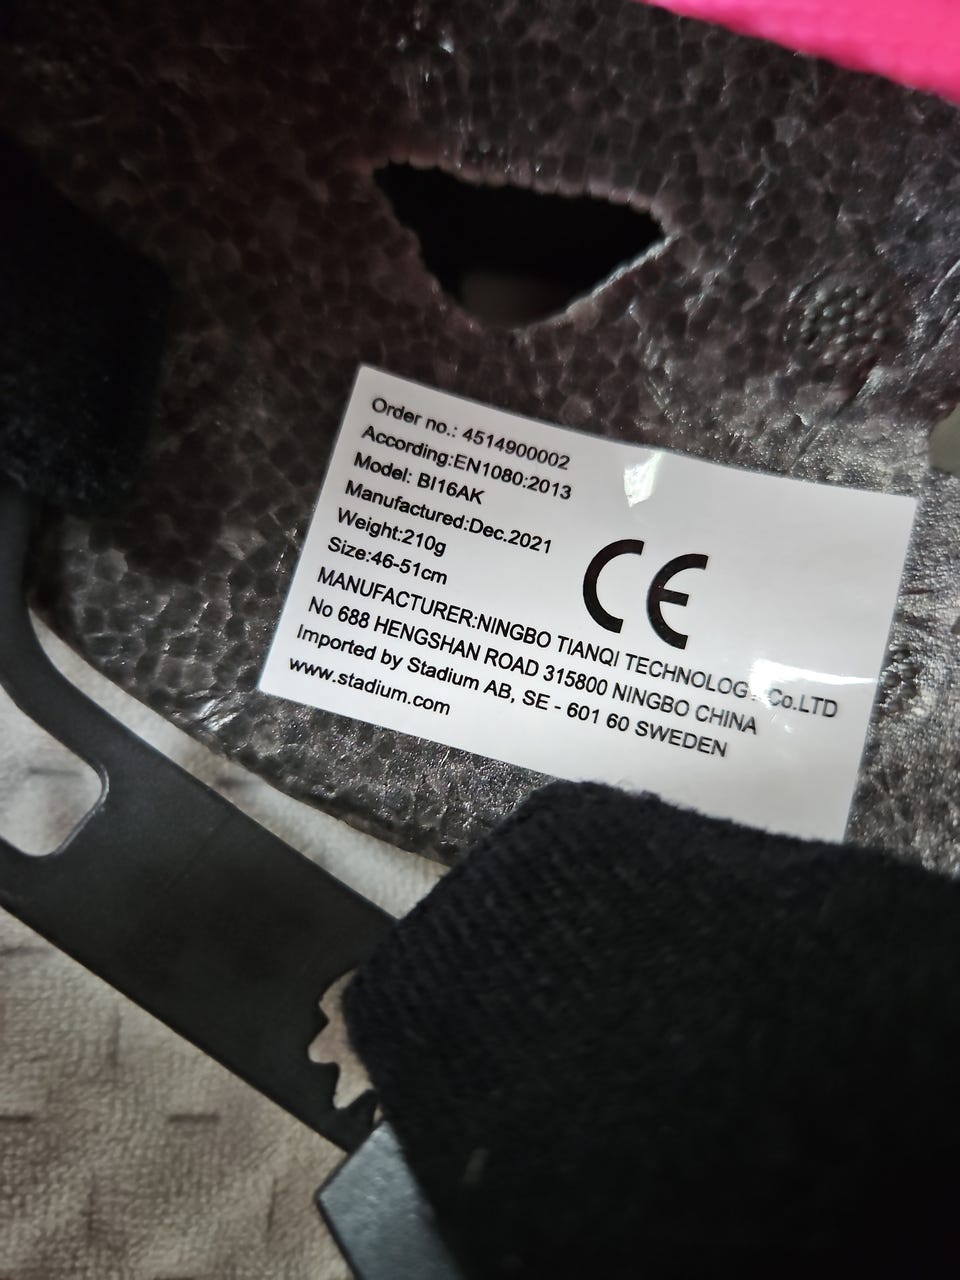 Order no.: 4514900002
According:EN1080:2013
Model: BI16AK
Manufactured:Dec.2021
Weight:210g
Size:46-51cm
CE
MANUFACTURER:NINGBO TIANQI TECHNOLOG Co.LTD
No 688 HENGSHAN ROAD 315800 NINGBO CHINA
Imported by Stadium AB, SE - 601 60 SWEDEN
www.stadium.com